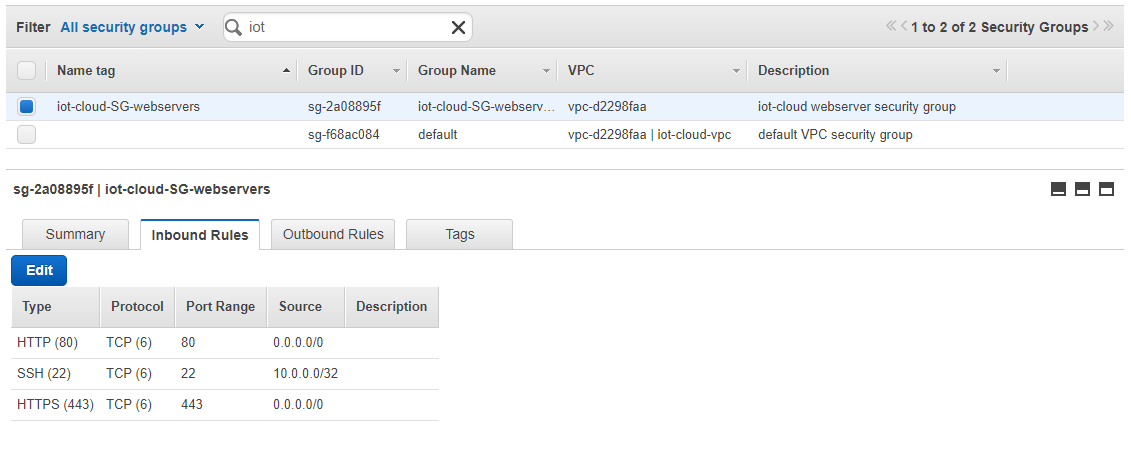 Filter All security groups iot 1 to 2 of 2 Security Groups
Name tag Group ID Group Name VPC Description
iot-cloud-SG-webservers sg-2a08895f iot-cloud-SG-webserv… vpc-d2298faa iot-cloud webserver security group
sg-f68ac084 default vpc-d2298faa | iot-cloud-vpc default VPC security group
sg-2a08895f | iot-cloud-SG-webservers
Summary Inbound Rules Outbound Rules Tags
Edit
Type Protocol Port Range Source Description
HTTP (80) TCP (6) 80 0.0.0.0/0
SSH (22) TCP (6) 22 10.0.0.0/32
HTTPS (443) TCP (6) 443 0.0.0.0/0